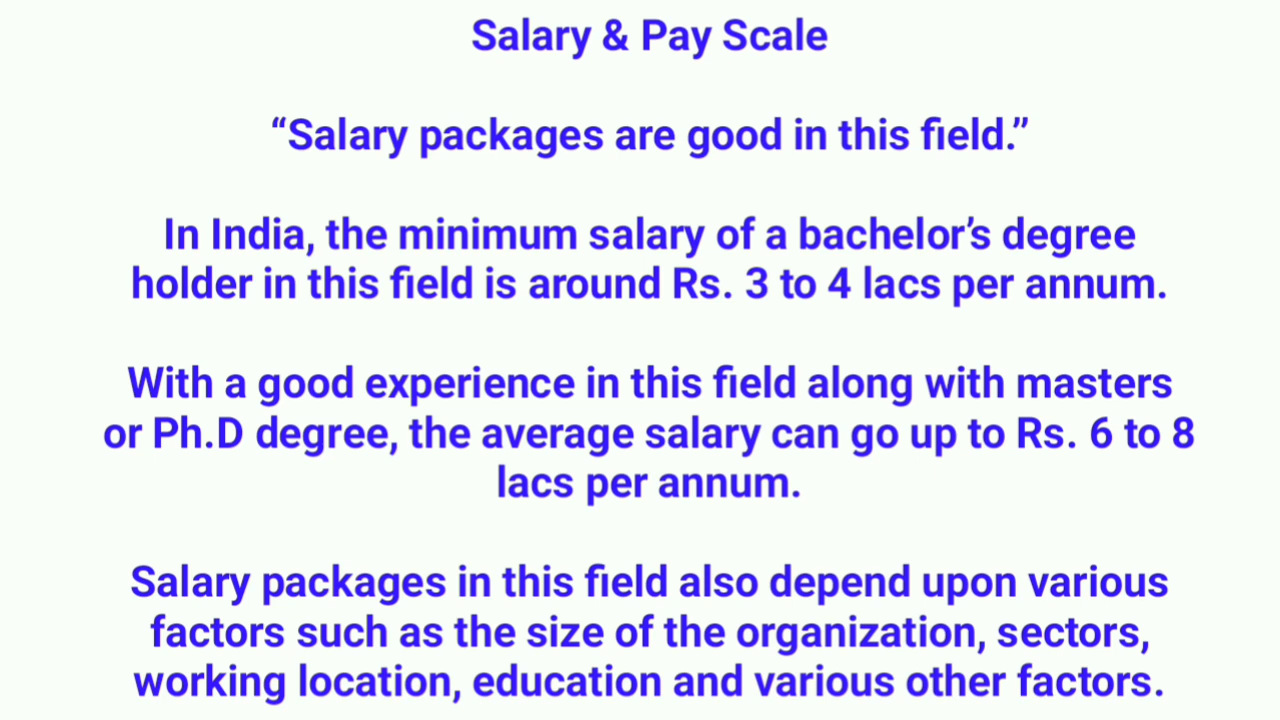 Salary & Pay Scale
“Salary packages are good in this field.”
In India, the minimum salary of a bachelor’s degree
holder in this field is around Rs. 3 to 4 lacs per annum.
With a good experience in this field along with masters
or Ph.D degree, the average salary can go up to Rs. 6 to 8
lacs per annum.
Salary packages in this field also depend upon various
factors such as the size of the organization, sectors,
working location, education and various other factors.